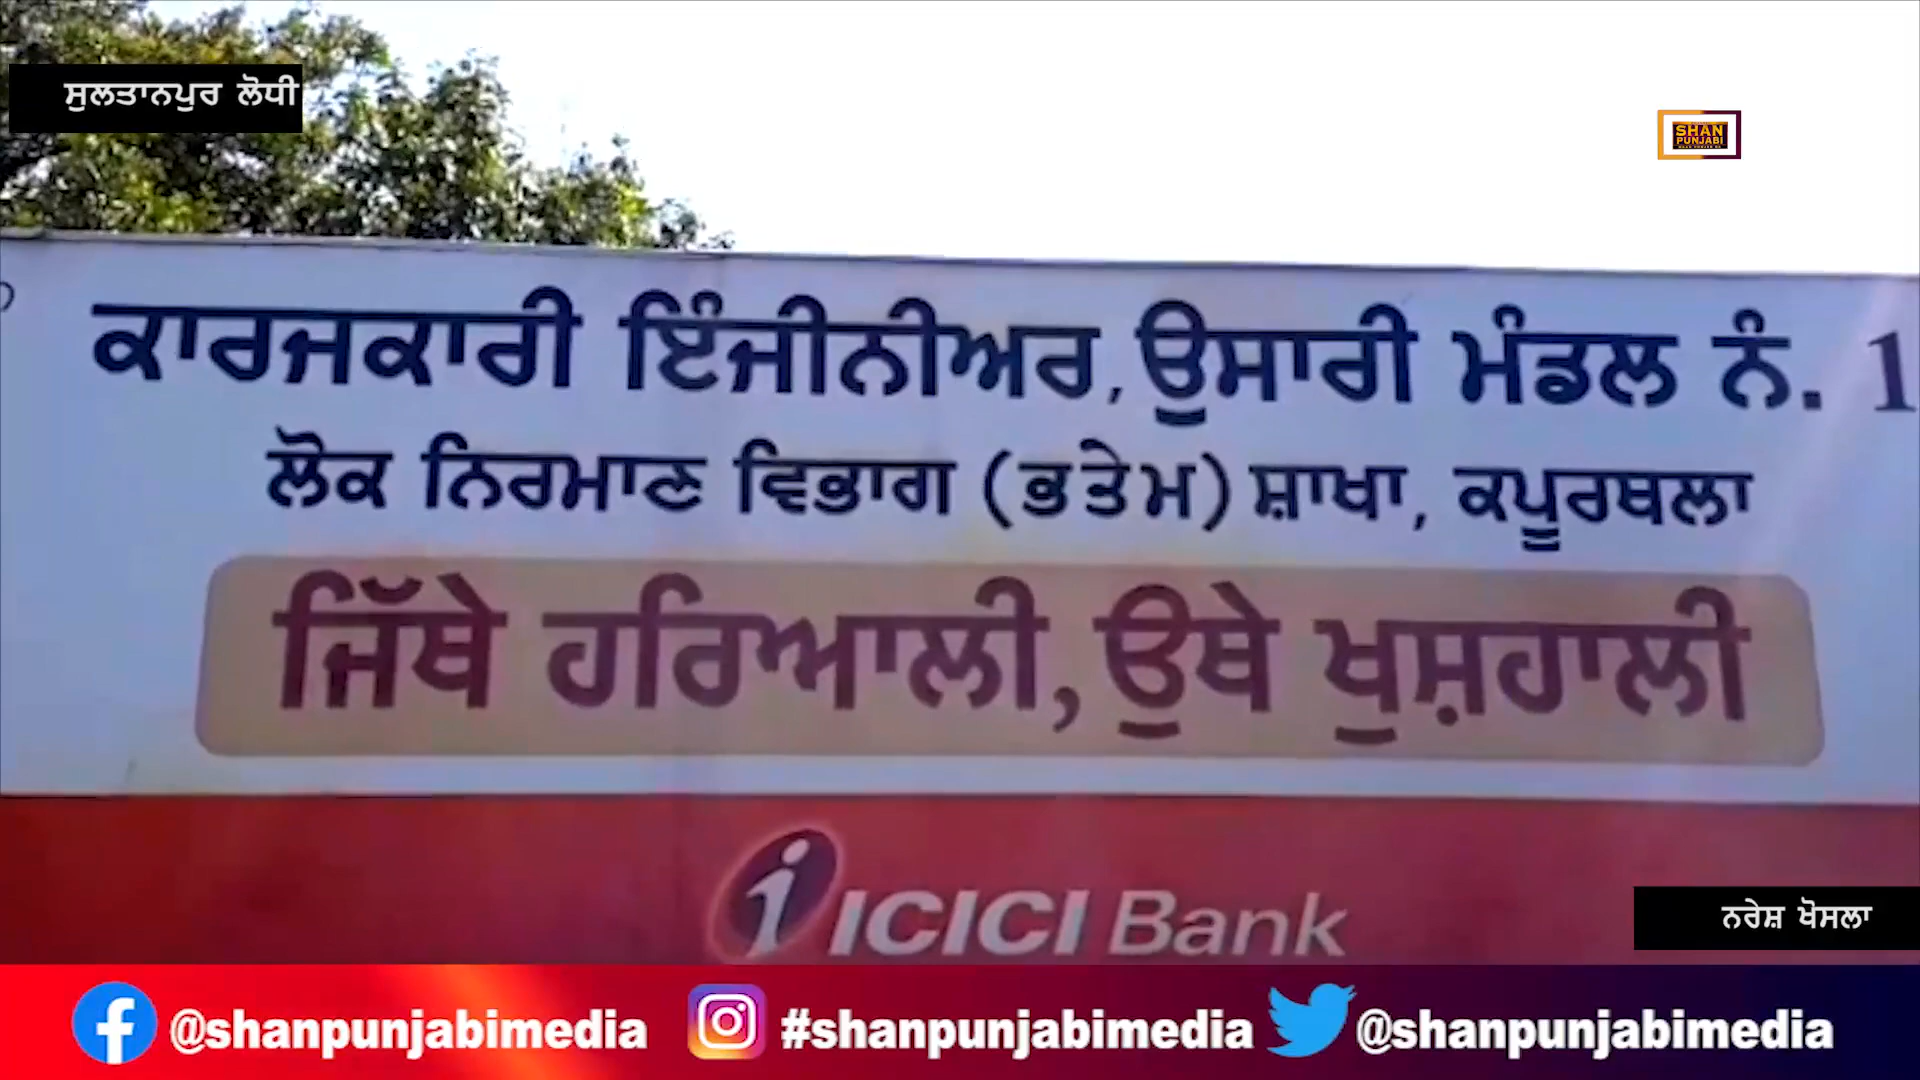 ਸੁਲਤਾਨਪੁਰ ਲੋਧੀ
SHAN
PUNJABI
ਕਾਰਜਕਾਰੀ ਇੰਜੀਨੀਅਰ, ਉਸਾਰੀ ਮੰਡਲ ਨੰ. 1
ਲੋਕ ਨਿਰਮਾਣ ਵਿਭਾਗ (ਭ ਤੇ ਮ) ਸ਼ਾਖਾ, ਕਪੂਰਥਲਾ
ਜਿੱਥੇ ਹਰਿਆਲੀ, ਉਥੇ ਖੁਸ਼ਹਾਲੀ
ICICI Bank
ਨਰੇਸ਼ ਖੋਸਲਾ
@shanpunjabimedia #shanpunjabimedia @shanpunjabimedia